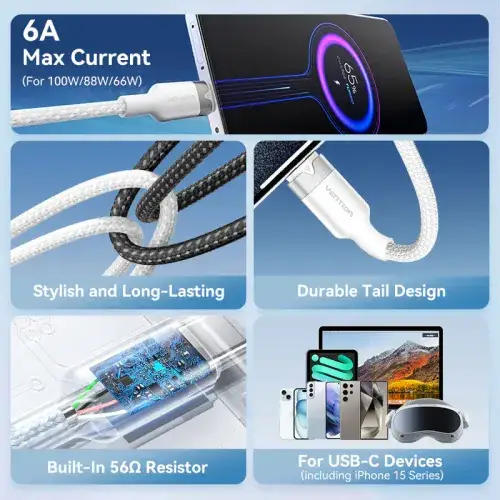 6A
Max Current
(For 100W/88W/66W)
65%
Stylish and Long-Lasting
VENTION
Durable Tail Design
Built-In 56Ω Resistor
For USB-C Devices
(including iPhone 15 Series)